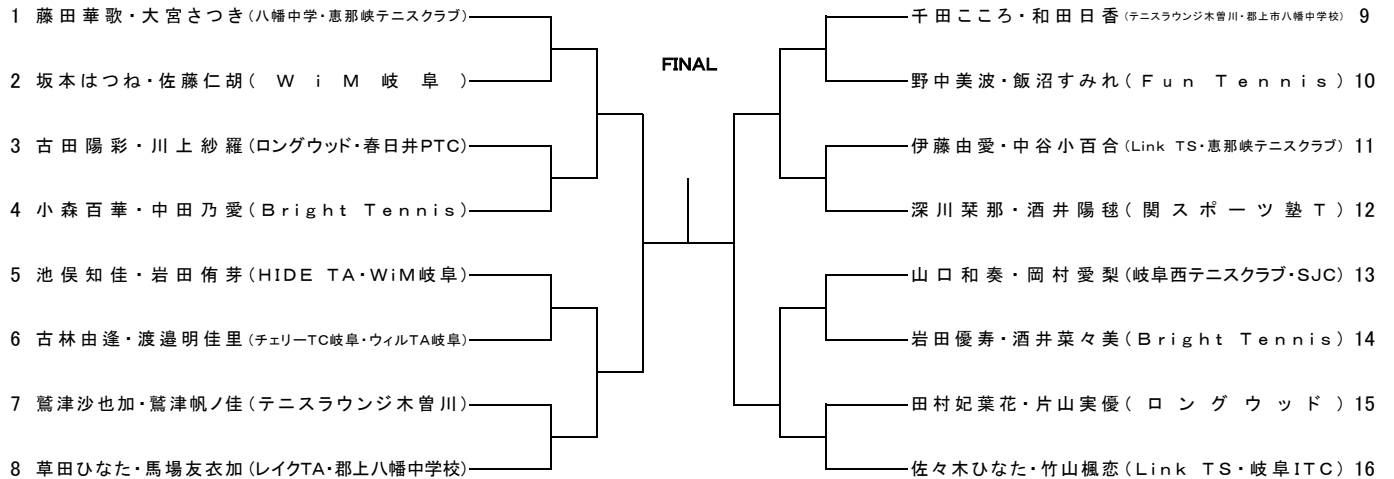 1 藤田華歌・大宮さつき(八幡中学・恵那峡テニスクラブ)
2 坂本はつね・佐藤仁胡(WiM岐阜)
3 古田陽彩・川上紗羅(ロングウッド・春日井PTC)
4 小森百華・中田乃愛(Bright Tennis)
5 池俣知佳・岩田侑芽(HIDE TA・WiM岐阜)
6 古林由逢・渡邉明佳里(チェリーTC岐阜・ウィルTA岐阜)
7 鷲津沙也加・鷲津帆ノ佳(テニスラウンジ木曽川)
8 草田ひなた・馬場友衣加(レイクTA・郡上八幡中学校)
FINAL
千田こころ・和田日香(テニスラウンジ木曽川・郡上市八幡中学校) 9
野中美波・飯沼すみれ(Fun Tennis) 10
伊藤由愛・中谷小百合(Link TS・恵那峡テニスクラブ) 11
深川栞那・酒井陽毬(関スポーツ塾T) 12
山口和奏・岡村愛梨(岐阜西テニスクラブ・SJC) 13
岩田優寿・酒井菜々美(Bright Tennis) 14
田村妃葉花・片山実優(ロングウッド) 15
佐々木ひなた・竹山楓恋(Link TS・岐阜ITC) 16